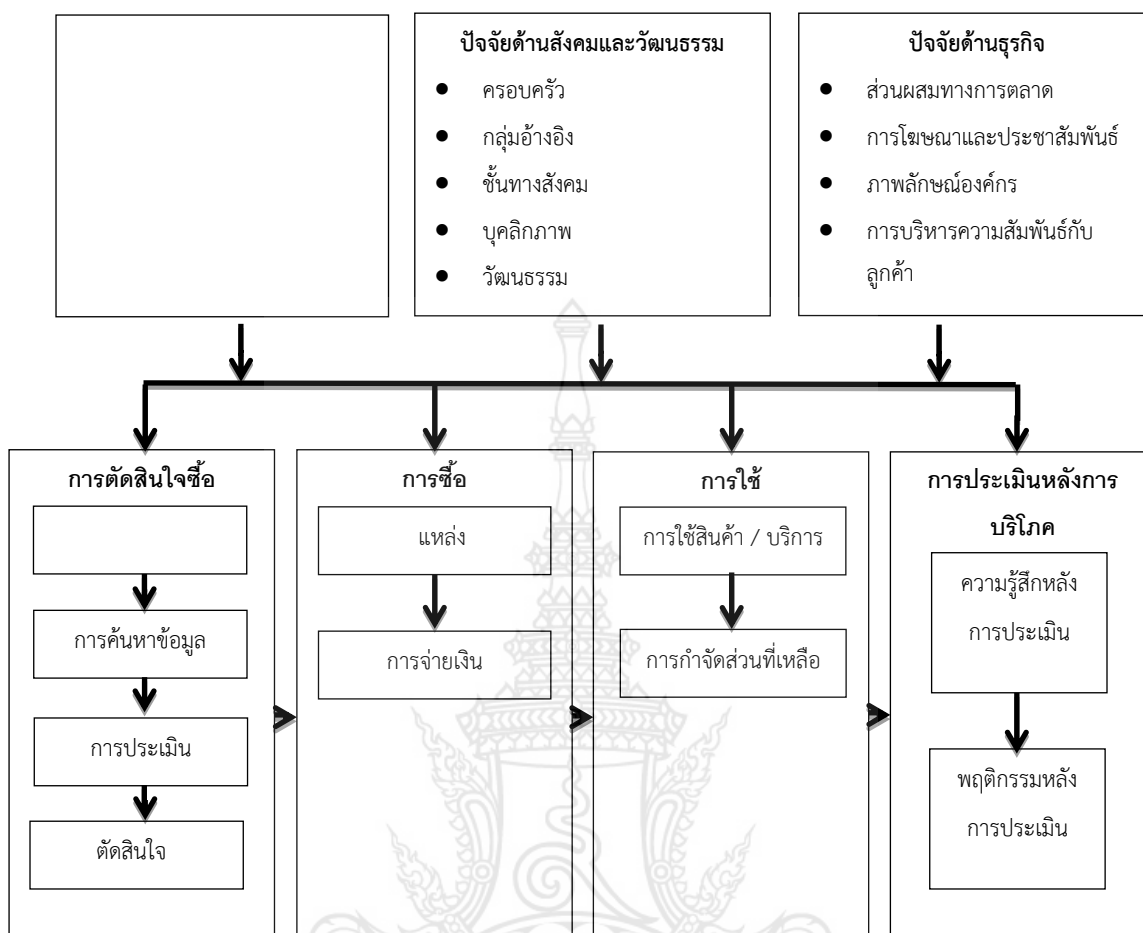 ปัจจัยด้านสังคมและวัฒนธรรม
ครอบครัว
กลุ่มอ้างอิง
ชั้นทางสังคม
บุคลิกภาพ
วัฒนธรรม
ปัจจัยด้านธุรกิจ
ส่วนผสมทางการตลาด
การโฆษณาและประชาสัมพันธ์
ภาพลักษณ์องค์กร
การบริหารความสัมพันธ์กับ
ลูกค้า
การตัดสินใจซื้อ
การค้นหาข้อมูล
การประเมิน
ตัดสินใจ
การซื้อ
แหล่ง
การจ่ายเงิน
การใช้
การใช้สินค้า / บริการ
การกำจัดส่วนที่เหลือ
การประเมินหลังการ
บริโภค
ความรู้สึกหลัง
การประเมิน
พฤติกรรมหลัง
การประเมิน